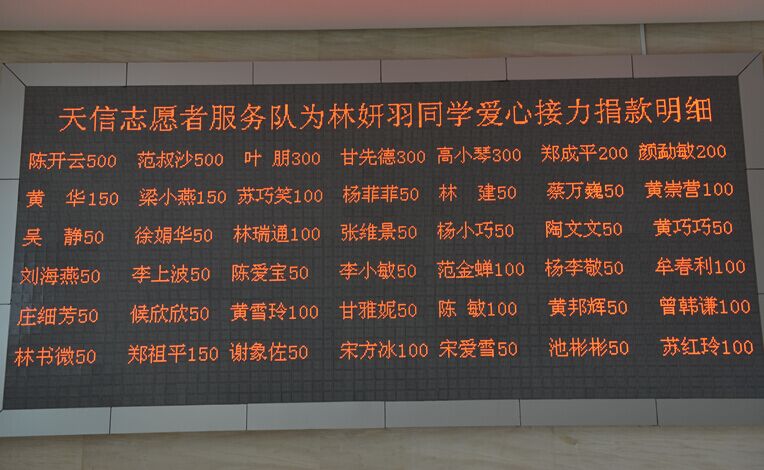 天信志愿者服务队为林妍羽同学爱心接力捐款明细
陈开云500 范叔沙500 叶 朋300 甘先德300 高小琴300 郑成平200 颜勐敏200
黄 华150 梁小燕150 苏巧笑100 杨菲菲50 林 建50 蔡万巍50 黄崇营100
吴 静50 徐娟华50 林瑞通100 张维景50 杨小巧50 陶文文50 黄巧巧50
刘海燕50 李上波50 陈爱宝50 李小敏50 范金蝉100 杨李敬50 牟春利100
庄细芳50 候欣欣50 黄雪玲100 甘雅妮50 陈 敏100 黄邦辉50 曾韩谦100
林书微50 郑祖平150 谢象佐50 宋方冰100 宋爱雪50 池彬彬50 苏红玲100